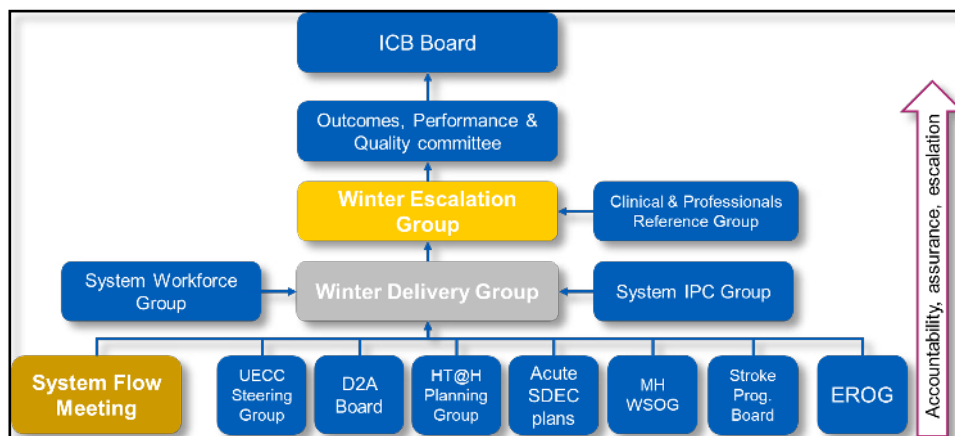 ICB Board
Outcomes, Performance &
Quality committee
Winter Escalation
Group
Clinical & Professionals
Reference Group
System Workforce
Group
Winter Delivery Group
System IPC Group
System Flow
Meeting
UECC
Steering
Group
D2A
Board
HT@H
Planning
Group
Acute
SDEC
plans
MH
WSOG
Stroke
Prog.
Board
EROG
Accountability, assurance, escalation